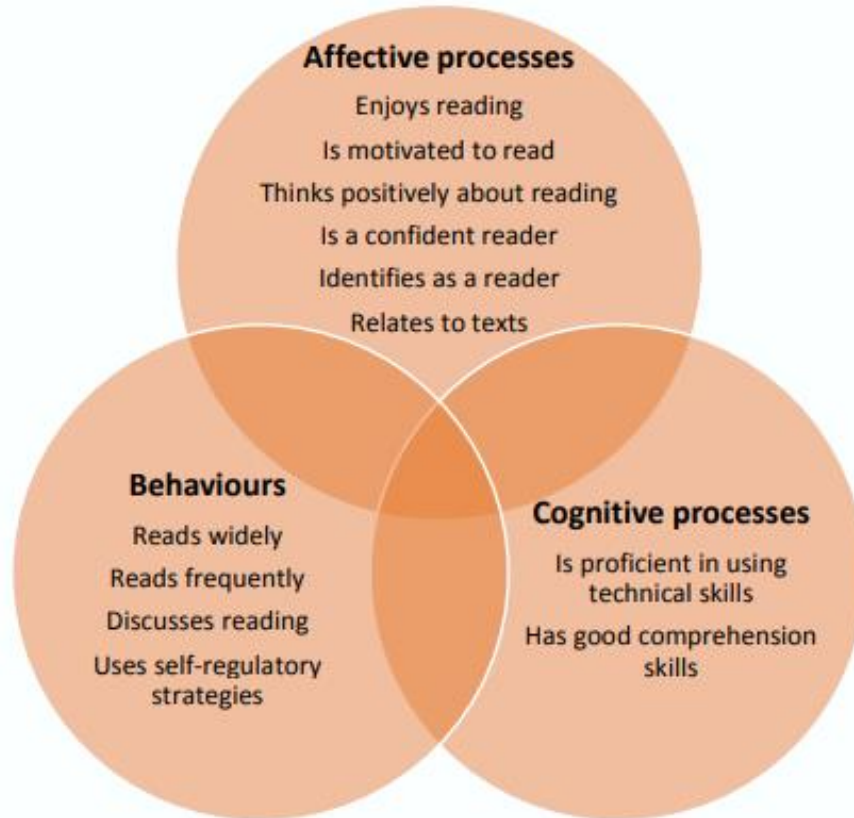 Affective processes
Enjoys reading
Is motivated to read
Thinks positively about reading
Is a confident reader
Identifies as a reader
Relates to texts
Behaviours
Reads widely
Reads frequently
Discusses reading
Uses self-regulatory
strategies
Cognitive processes
Is proficient in using
technical skills
Has good comprehension
skills